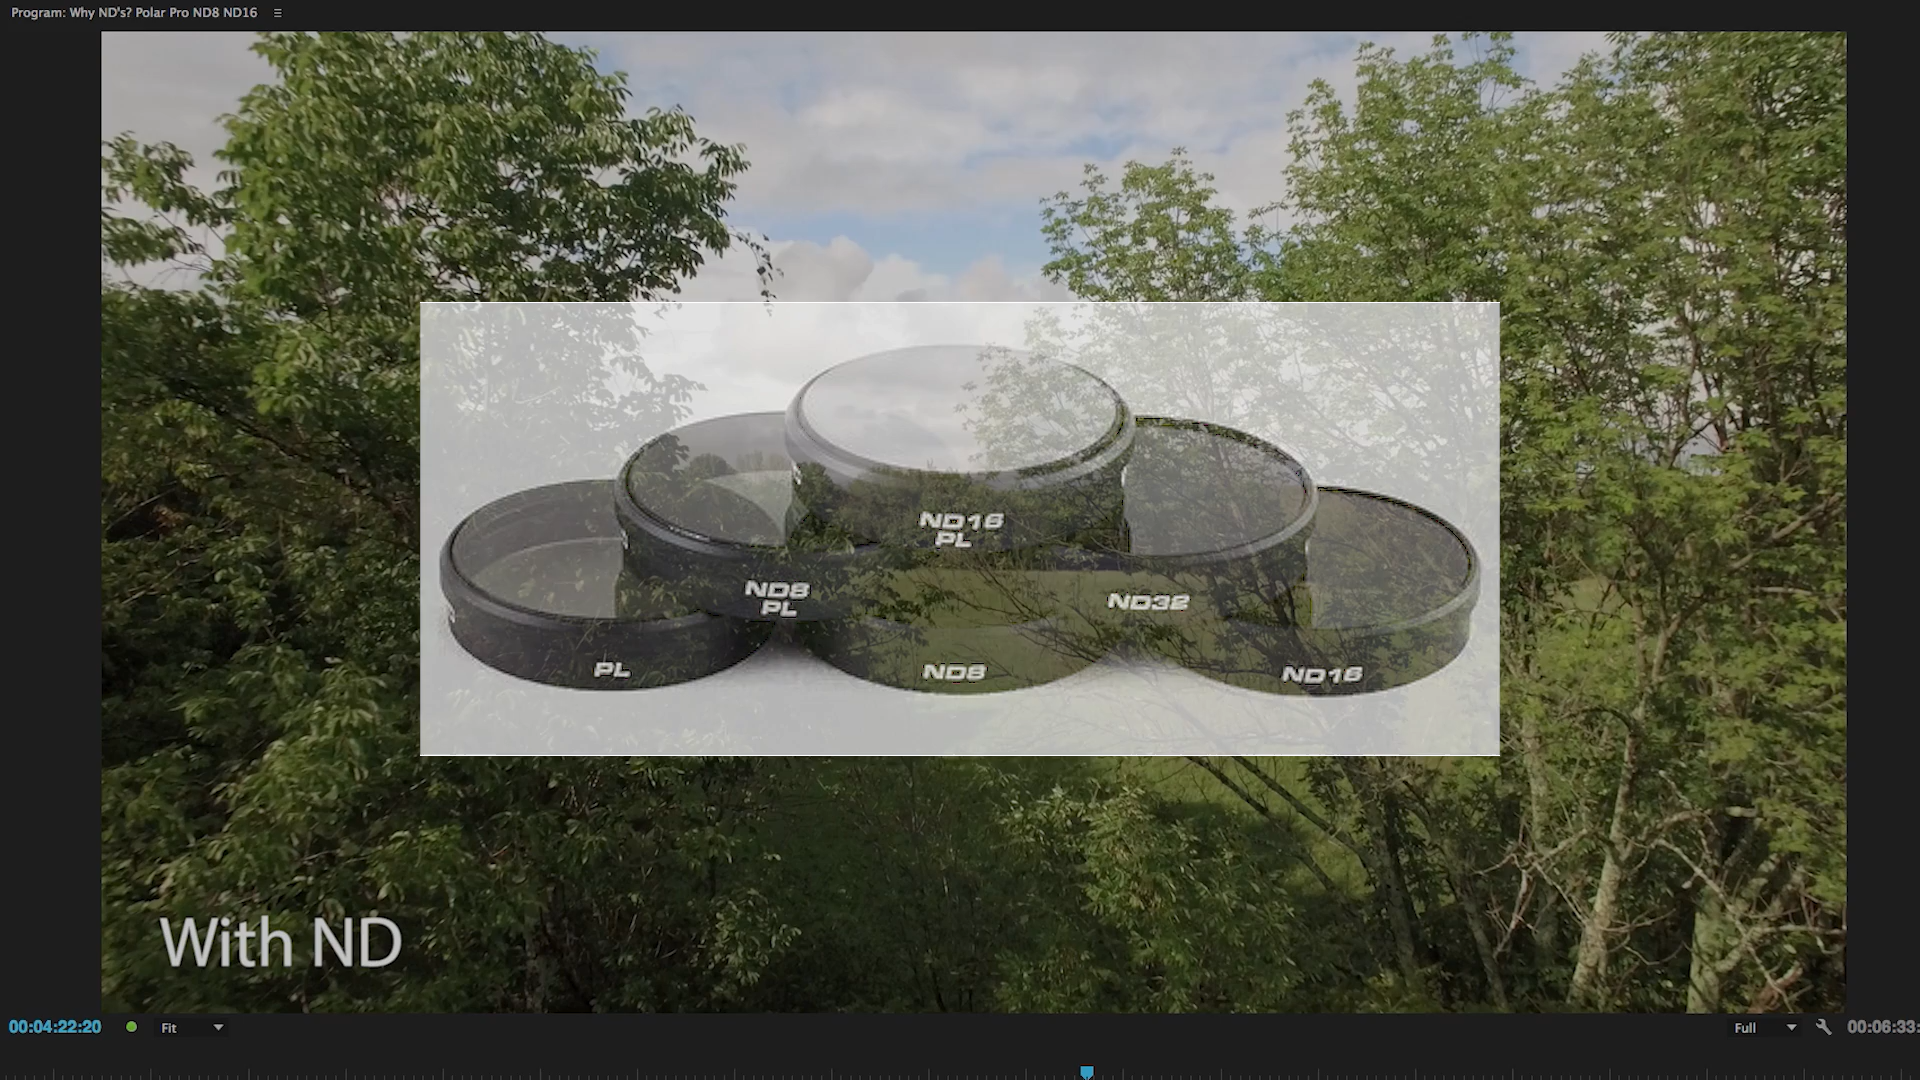 Program: Why ND's? Polar Pro ND8 ND16
ND16
PL
ND8
PL
ND32
PL
ND8
ND16
With ND
00:04:22:20
Fit
Full
00:06:33: